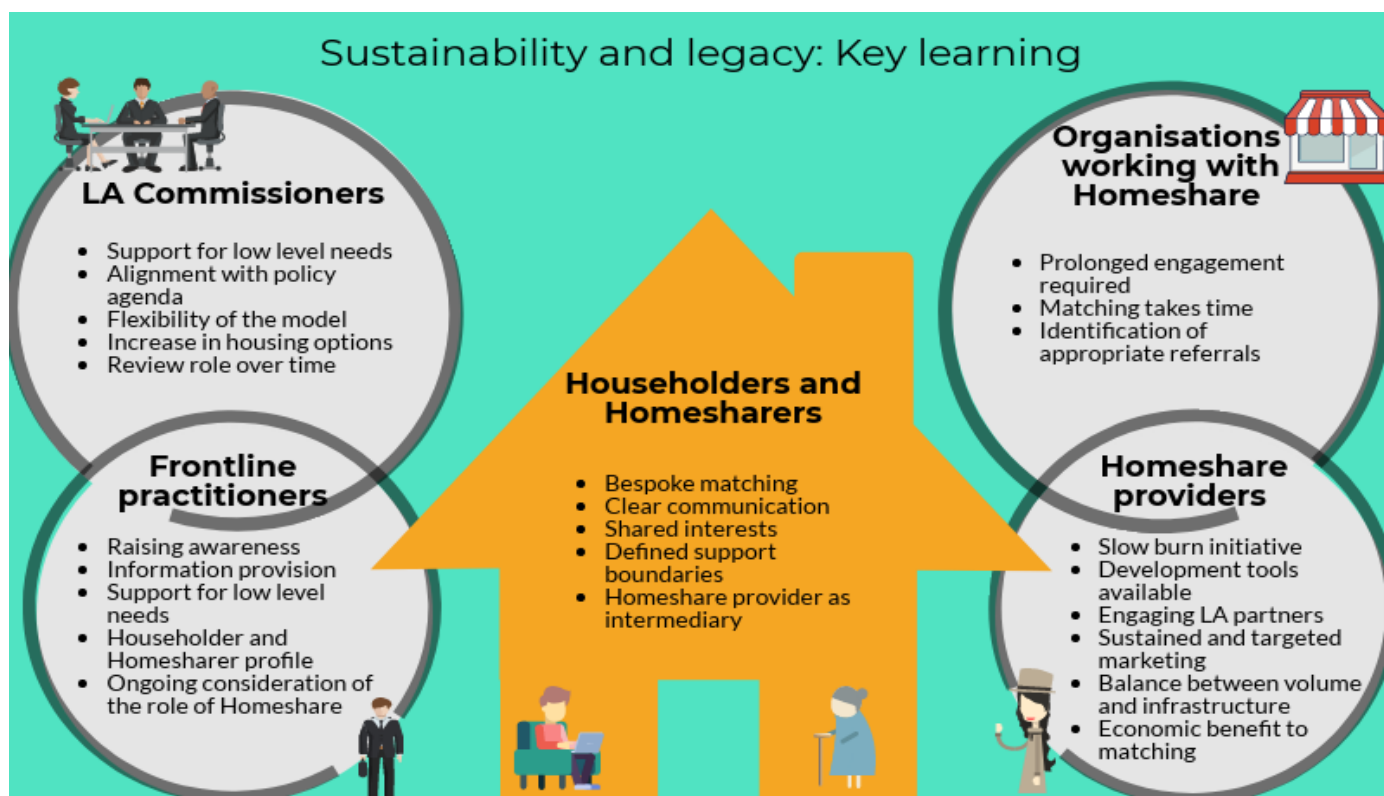 Sustainability and legacy: Key learning
LA Commissioners
• Support for low level needs
• Alignment with policy
agenda
• Flexibility of the model
• Increase in housing options
• Review role over time
Frontline
practitioners
• Raising awareness
• Information provision
• Support for low level
needs
• Householder and
Homesharer profile
• Ongoing consideration of
the role of Homeshare
Householders and
Homesharers
• Bespoke matching
• Clear communication
• Shared interests
• Defined support
boundaries
• Homeshare provider as
intermediary
Organisations
working with
Homeshare
• Prolonged engagement
required
• Matching takes time
• Identification of
appropriate referrals
Homeshare
providers
• Slow burn initiative
• Development tools
available
• Engaging LA partners
• Sustained and targeted
marketing
• Balance between volume
and infrastructure
• Economic benefit to
matching